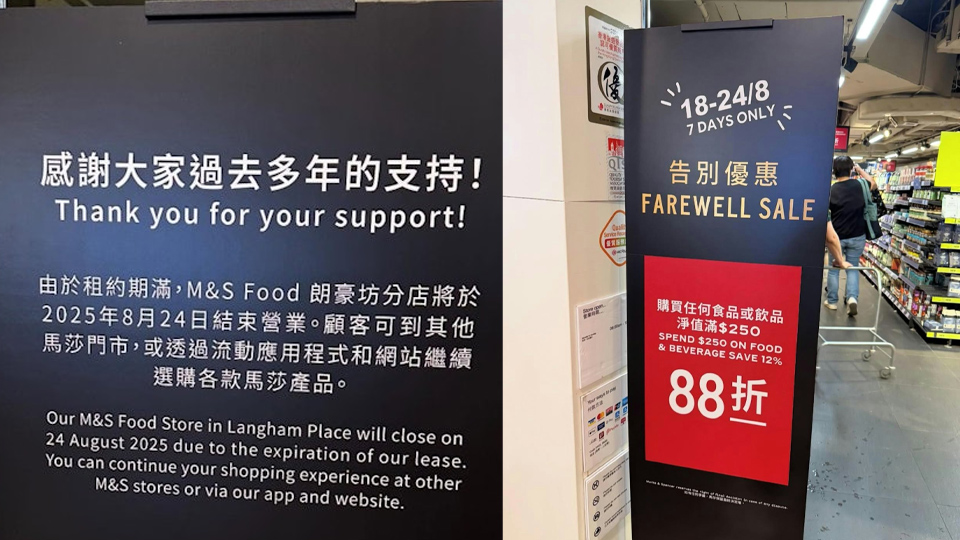 感謝大家過去多年的支持！
Thank you for your support!
由於租約期滿，M&S Food 朗豪坊分店將於
2025年8月24日結束營業。顧客可到其他
馬莎門市，或透過流動應用程式和網站繼續
選購各款馬莎產品。
Our M&S Food Store in Langham Place will close on
24 August 2025 due to the expiration of our lease.
You can continue your shopping experience at other
M&S stores or via our app and website.
18-24/8
7 DAYS ONLY
告別優惠
FAREWELL SALE
購買任何食品或飲品
淨值滿$250
SPEND $250 ON FOOD
& BEVERAGE SAVE 12%
88折